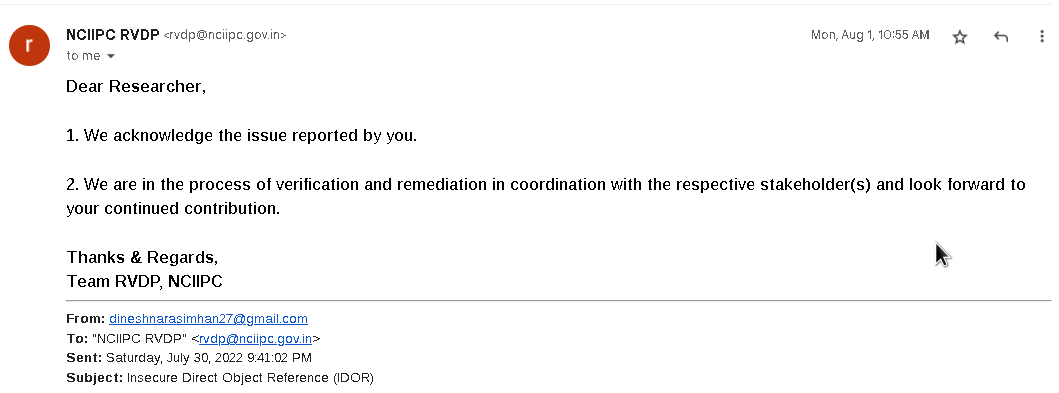 r
NCIIPC RVDP <rvdp@nciipc.gov.in>
Mon, Aug 1, 10:55 AM
to me
Dear Researcher,
1. We acknowledge the issue reported by you.
2. We are in the process of verification and remediation in coordination with the respective stakeholder(s) and look forward to
your continued contribution.
Thanks & Regards,
Team RVDP, NCIIPC
From: dineshnarasimhan27@gmail.com
To: "NCIIPC RVDP" <rvdp@nciipc.gov.in>
Sent: Saturday, July 30, 2022 9:41:02 PM
Subject: Insecure Direct Object Reference (IDOR)